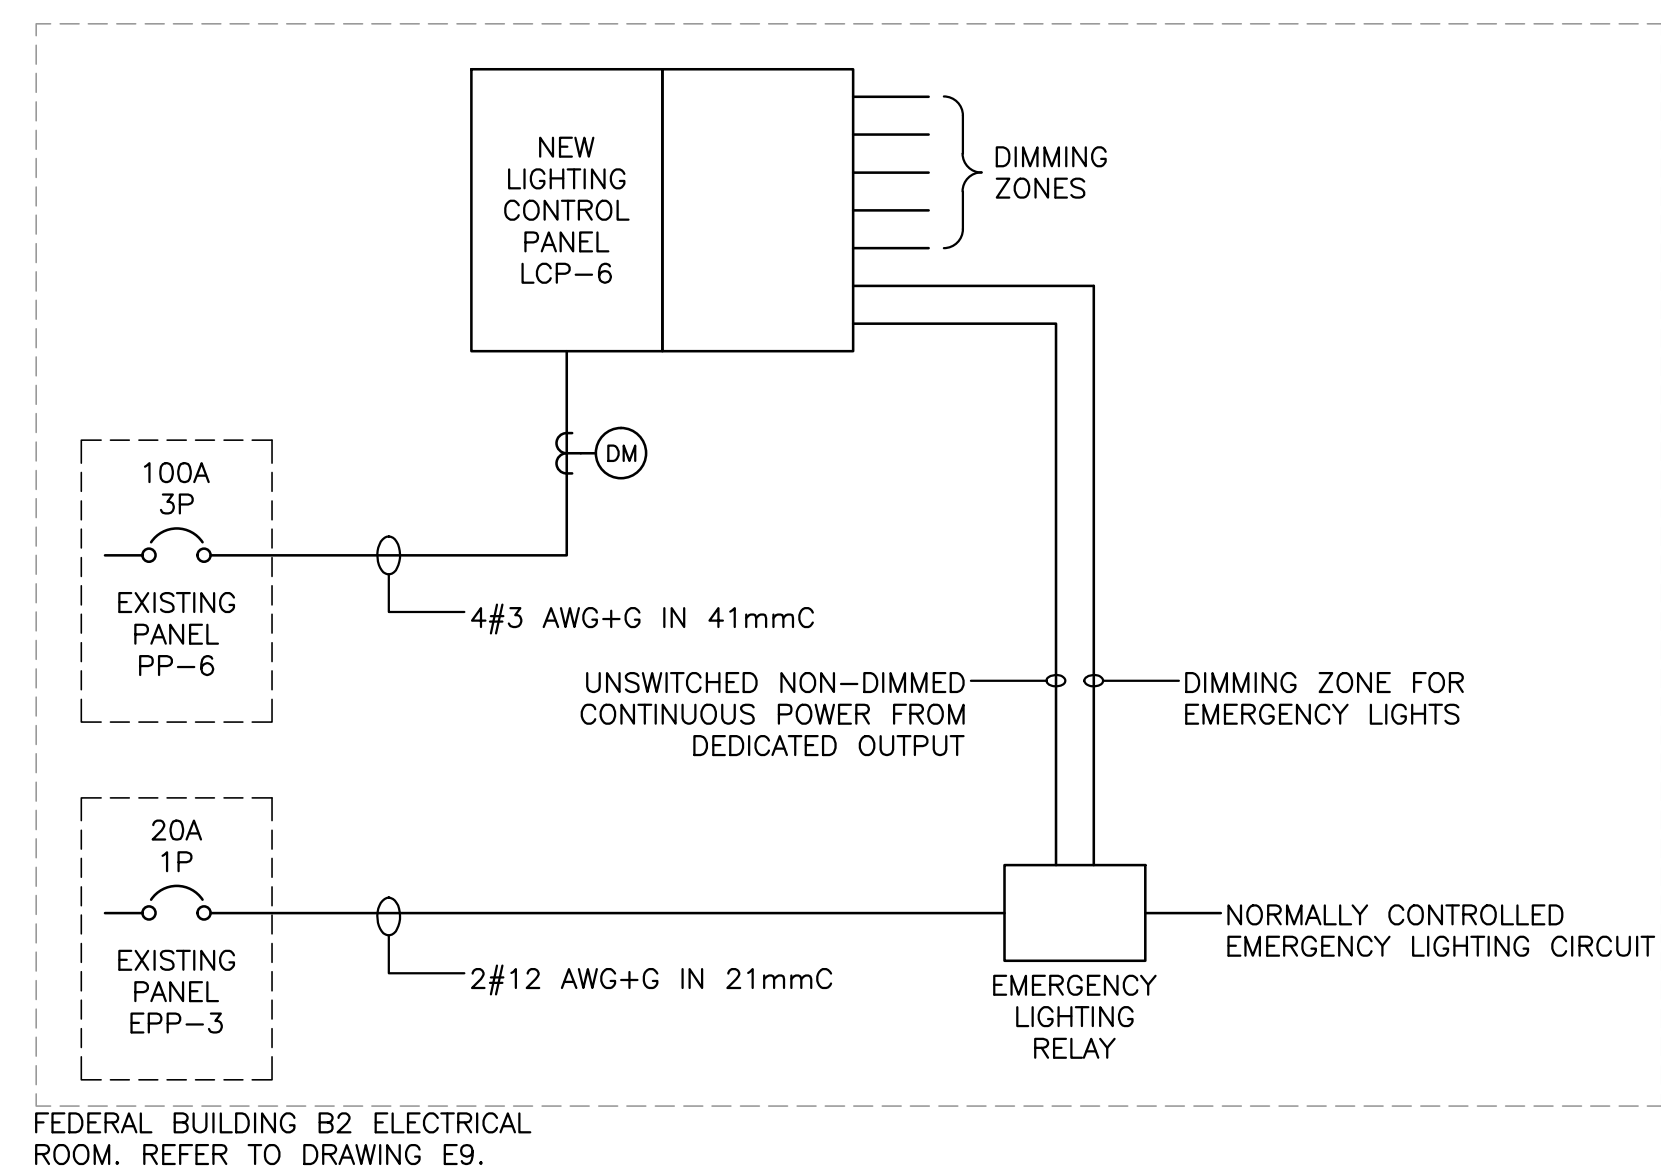 NEW
LIGHTING
CONTROL
PANEL
LCP-6
DIMMING
ZONES
DM
100A
3P
EXISTING
PANEL
PP-6
4#3 AWG+G IN 41mmC
UNSWITCHED NON-DIMMED
CONTINUOUS POWER FROM
DEDICATED OUTPUT
DIMMING ZONE FOR
EMERGENCY LIGHTS
20A
1P
EXISTING
PANEL
EPP-3
2#12 AWG+G IN 21mmC
NORMALLY CONTROLLED
EMERGENCY LIGHTING CIRCUIT
EMERGENCY
LIGHTING
RELAY
FEDERAL BUILDING B2 ELECTRICAL
ROOM. REFER TO DRAWING E9.